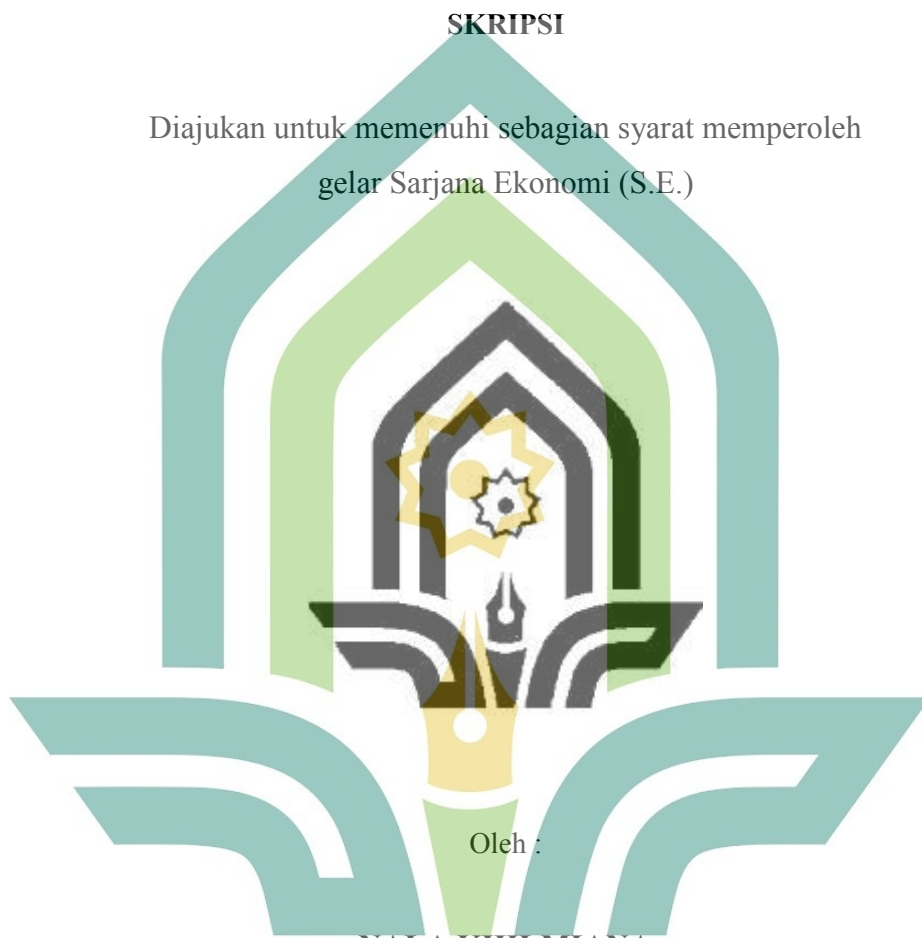 SKRIPSI
Diajukan untuk memenuhi sebagian syarat memperoleh
gelar Sarjana Ekonomi (S.E.)
Oleh :